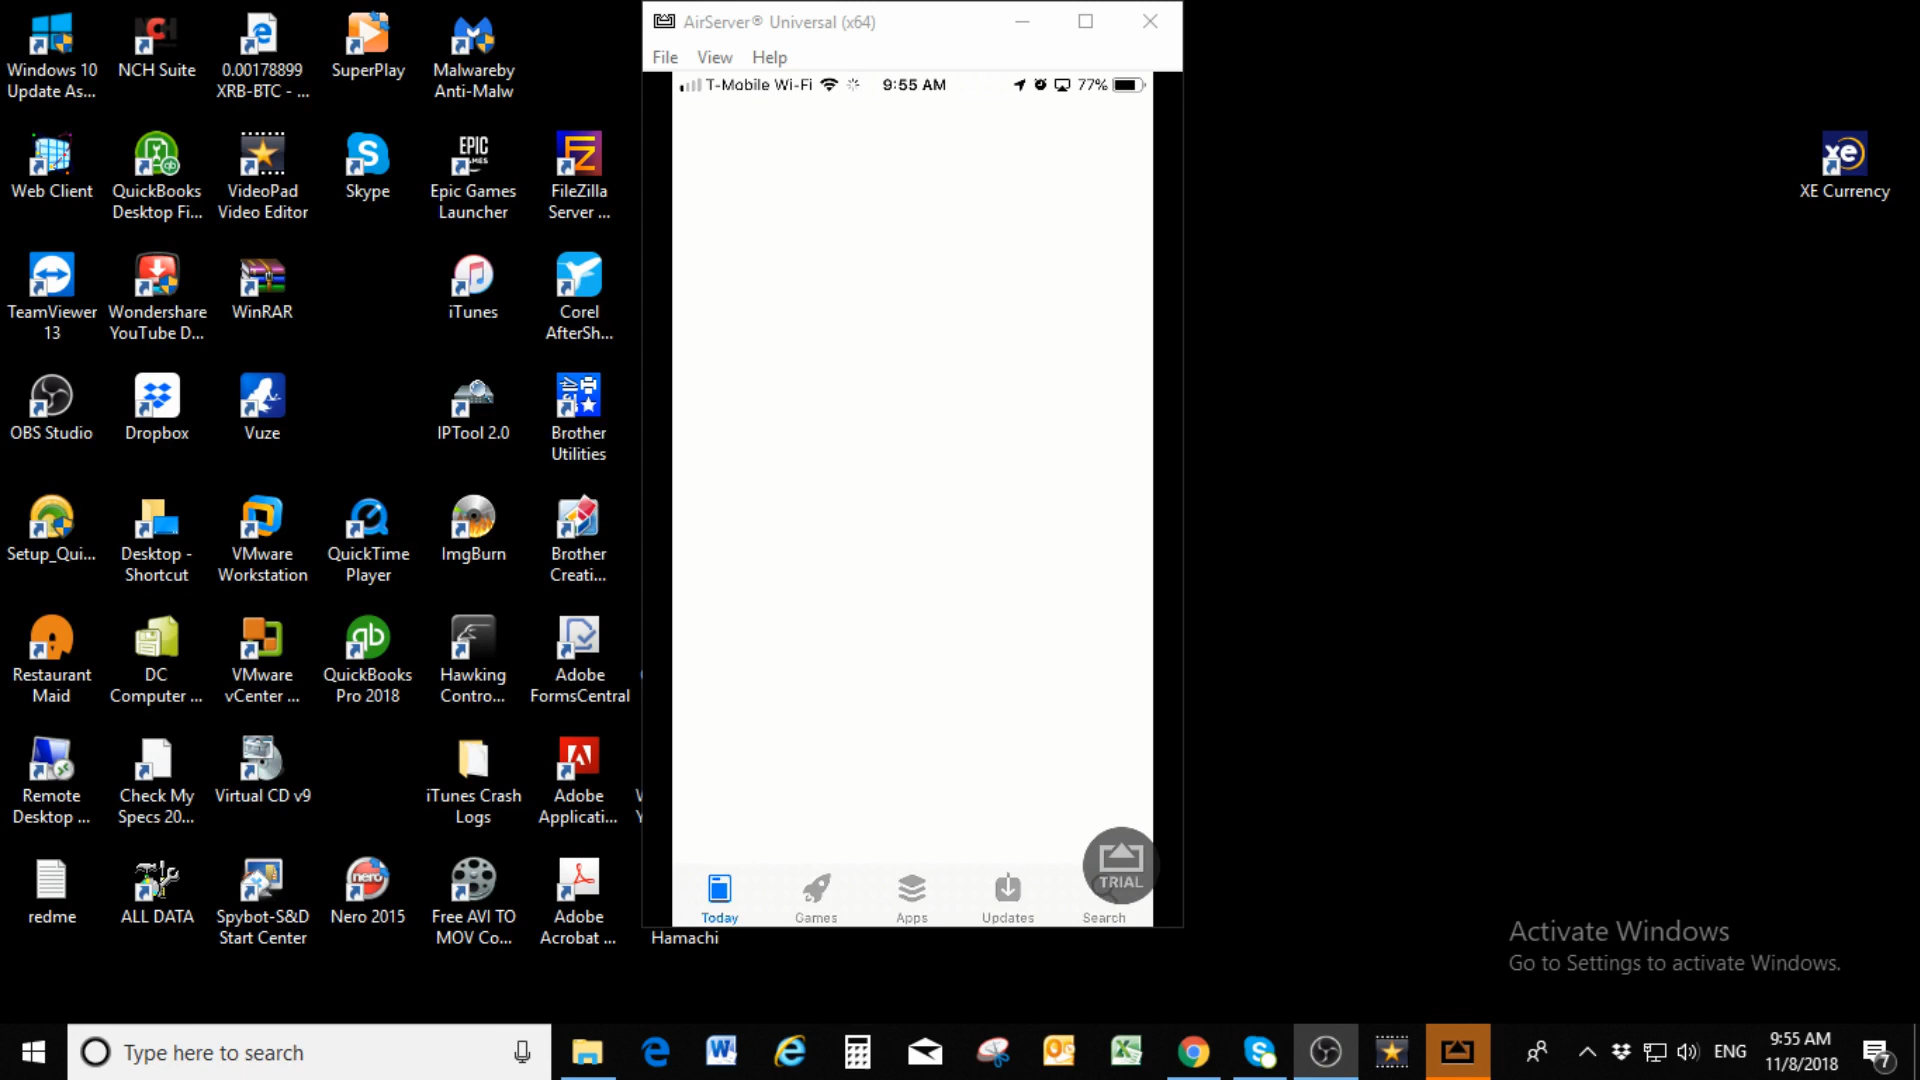 Windows 10
Update As...
NCH Suite
0.00178899
XRB-BTC - ...
SuperPlay
Malwareby
Anti-Malw
Web Client
QuickBooks
Desktop Fi...
VideoPad
Video Editor
Skype
EPIC
GAMES
Epic Games
Launcher
FileZilla
Server ...
TeamViewer
13
Wondershare
YouTube D...
WinRAR
iTunes
Corel
AfterSh...
OBS Studio
Dropbox
Vuze
IPTool 2.0
Brother
Utilities
Setup_Qui...
Desktop -
Shortcut
VMware
Workstation
QuickTime
Player
ImgBurn
Brother
Creati...
Restaurant
Maid
DC
Computer ...
VMware
vCenter ...
qb
QuickBooks
Pro 2018
Hawking
Contro...
Adobe
FormsCentral
Remote
Desktop ...
Check My
Specs 20...
Virtual CD v9
iTunes Crash
Logs
Adobe
Applicati...
redme
ALL DATA
Spybot-S&D
Start Center
nero
Nero 2015
Free AVI TO
MOV Co...
Adobe
Acrobat ...
Hamachi
AirServer® Universal (x64)
File View Help
T-Mobile Wi-Fi 9:55 AM 77%
TRIAL
Today Games Apps Updates Search
xe
XE Currency
Activate Windows
Go to Settings to activate Windows.
Type here to search
ENG
9:55 AM
11/8/2018
7